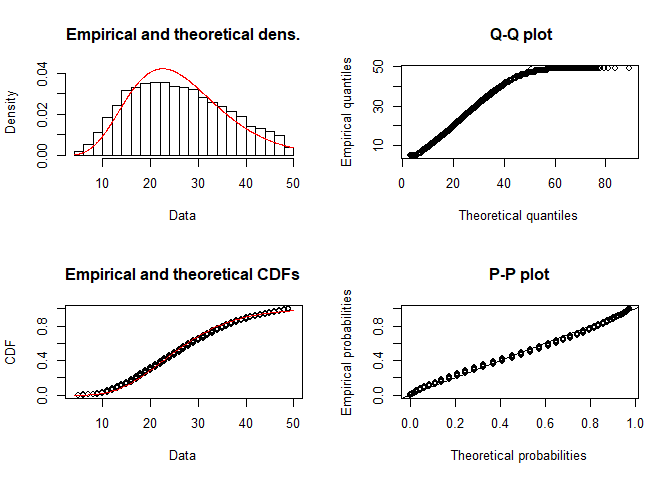 Empirical and theoretical dens.
Density
0.00
0.02
0.04
10
20
30
40
50
Data
Q-Q plot
Empirical quantiles
10
30
50
0
20
40
60
80
Theoretical quantiles
Empirical and theoretical CDFs
CDF
0.0
0.4
0.8
10
20
30
40
50
Data
P-P plot
Empirical probabilities
0.0
0.4
0.8
0.0
0.2
0.4
0.6
0.8
1.0
Theoretical probabilities